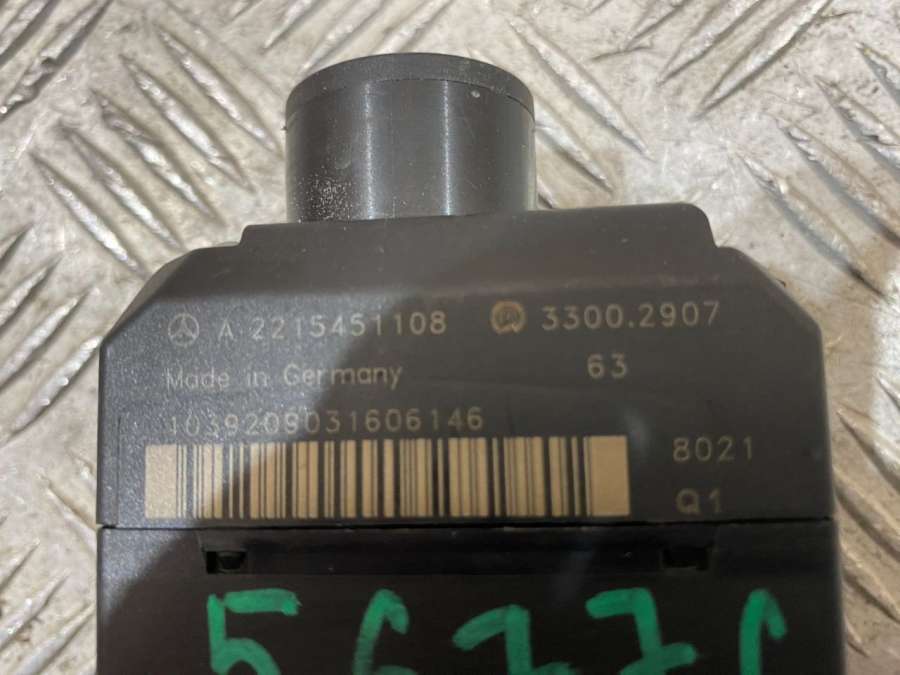 A 2215451108 3300.2907
Made in Germany 63
1039209031606146
8021
Q1